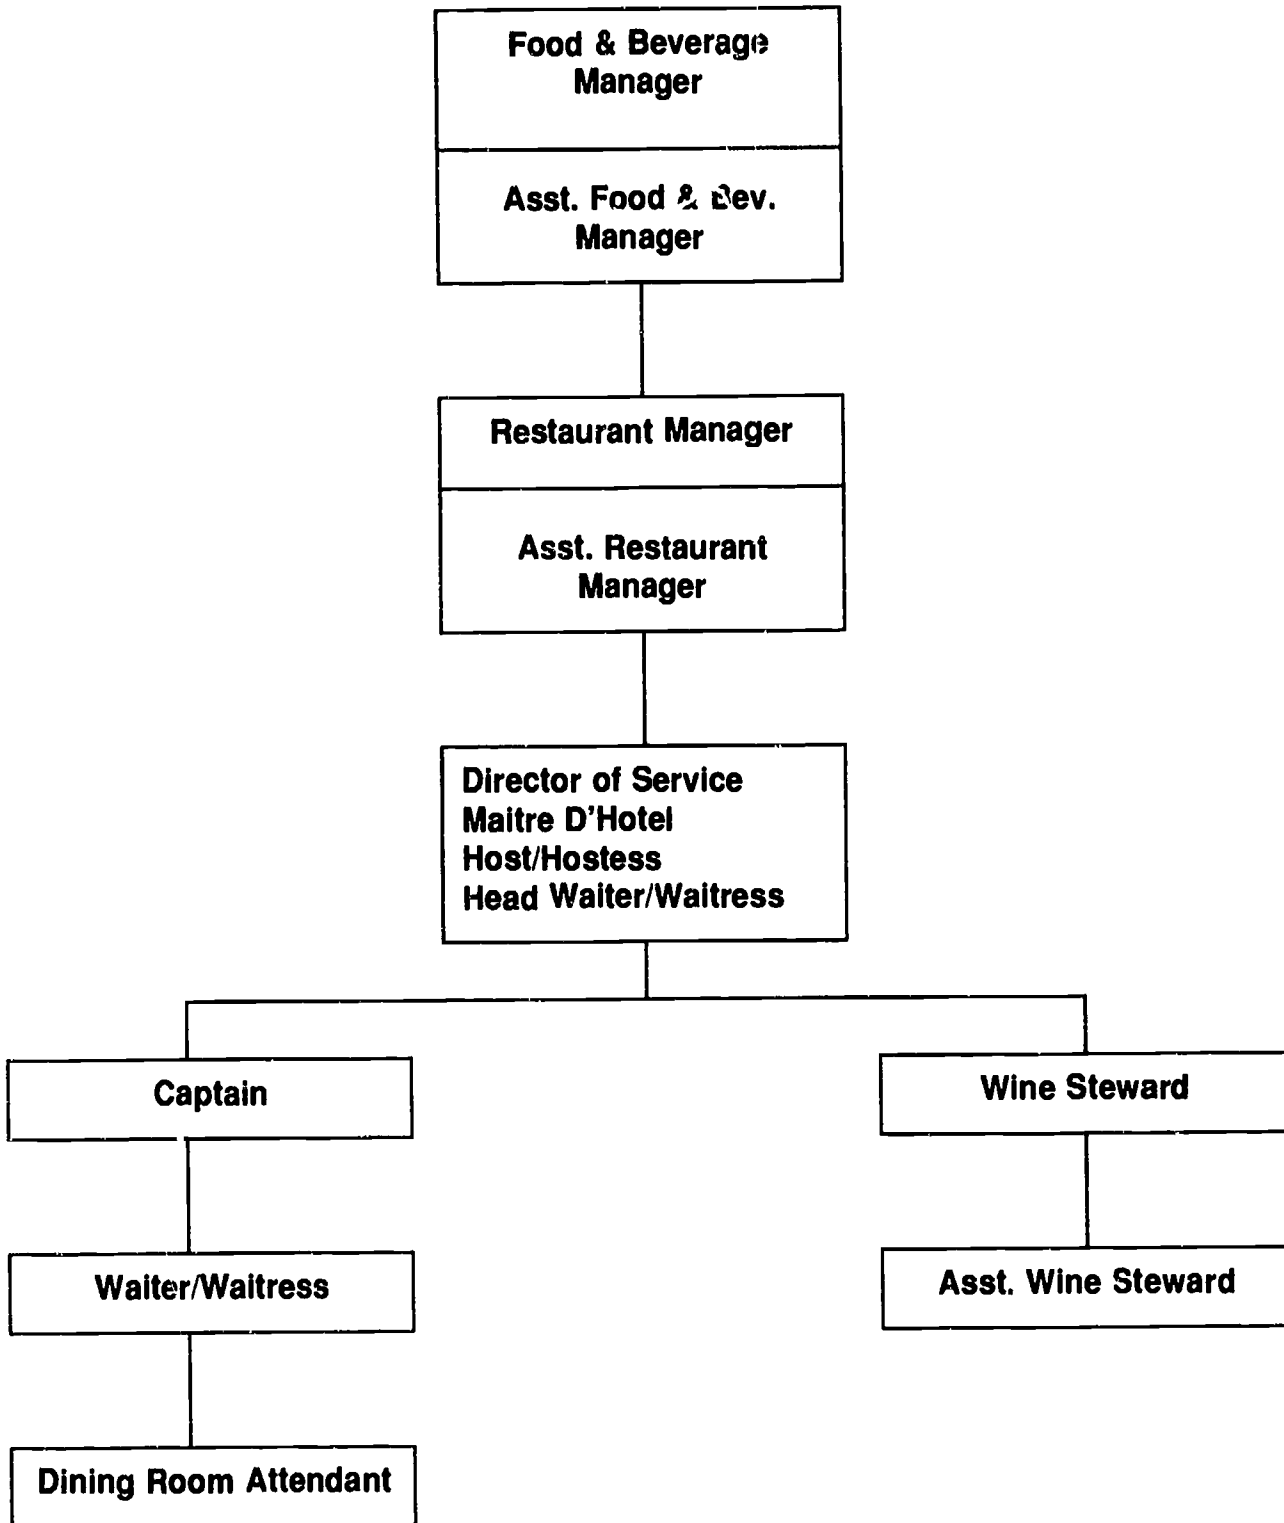 Food & Beverage
Manager
Asst. Food & Bev.
Manager
Restaurant Manager
Asst. Restaurant
Manager
Director of Service
Maitre D'Hotel
Host/Hostess
Head Waiter/Waitress
Captain
Wine Steward
Waiter/Waitress
Asst. Wine Steward
Dining Room Attendant